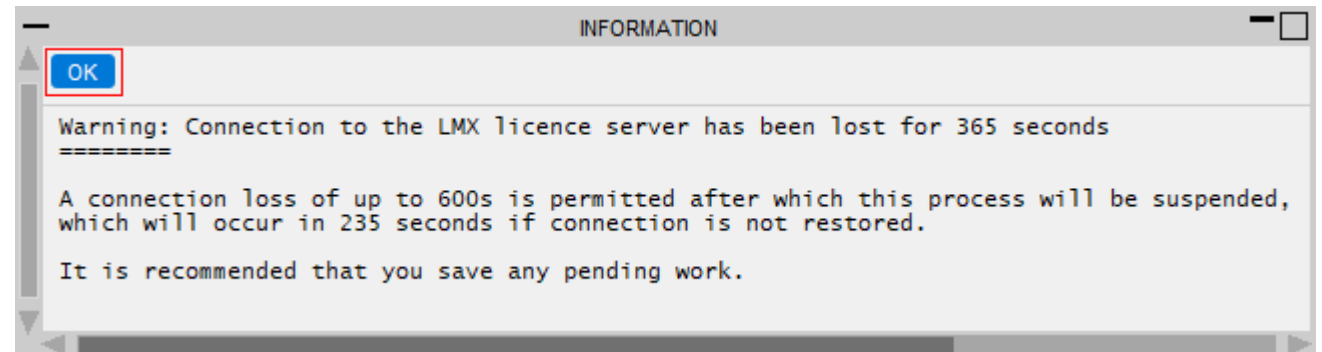 INFORMATION
OK
Warning: Connection to the LMX licence server has been lost for 365 seconds
========
A connection loss of up to 600s is permitted after which this process will be suspended,
which will occur in 235 seconds if connection is not restored.
It is recommended that you save any pending work.